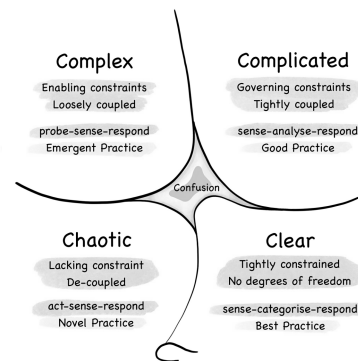 Complex
Enabling constraints
Loosely coupled
probe-sense-respond
Emergent Practice
Complicated
Governing constraints
Tightly coupled
sense-analyse-respond
Good Practice
Confusion
Chaotic
Lacking constraint
De-coupled
act-sense-respond
Novel Practice
Clear
Tightly constrained
No degrees of freedom
sense-categorise-respond
Best Practice